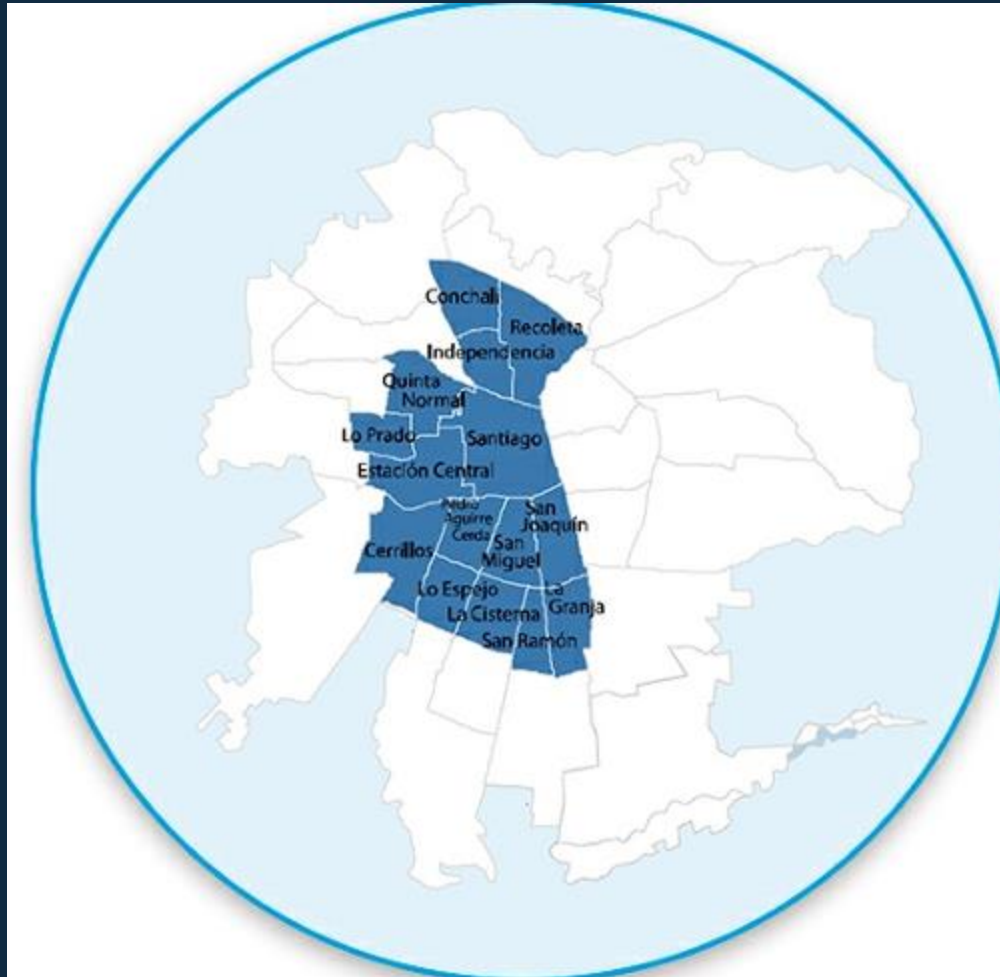 Conchalí
Recoleta
Independencia
Quinta
Normal
Lo Prado
Santiago
Estación Central
Pedro
Aguirre
Cerda
San
Joaquín
San
Miguel
Cerrillos
Lo Espejo
La
Granja
La Cisterna
San Ramón